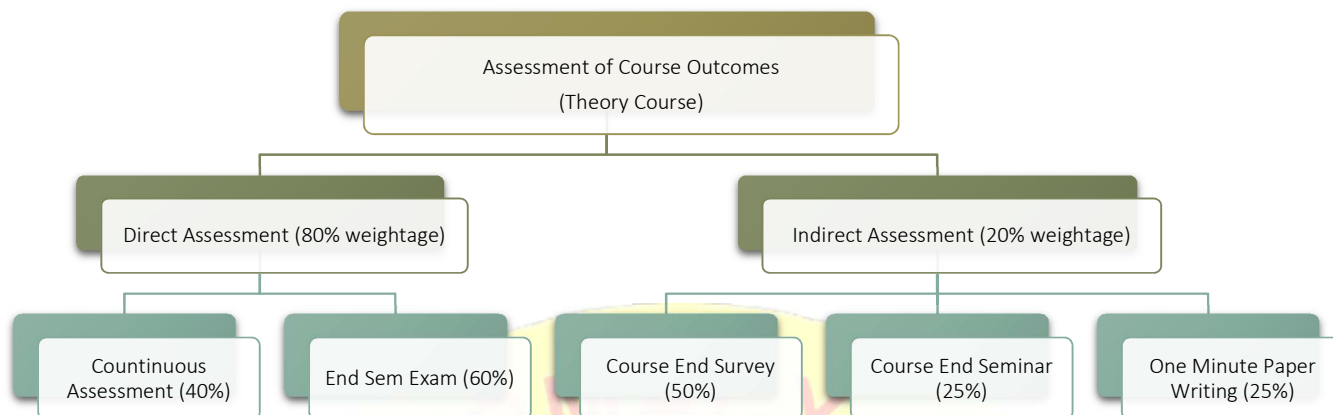 Assessment of Course Outcomes
(Theory Course)
Direct Assessment (80% weightage)
Indirect Assessment (20% weightage)
Countinuous
Assessment (40%)
End Sem Exam (60%)
Course End Survey
(50%)
Course End Seminar
(25%)
One Minute Paper
Writing (25%)